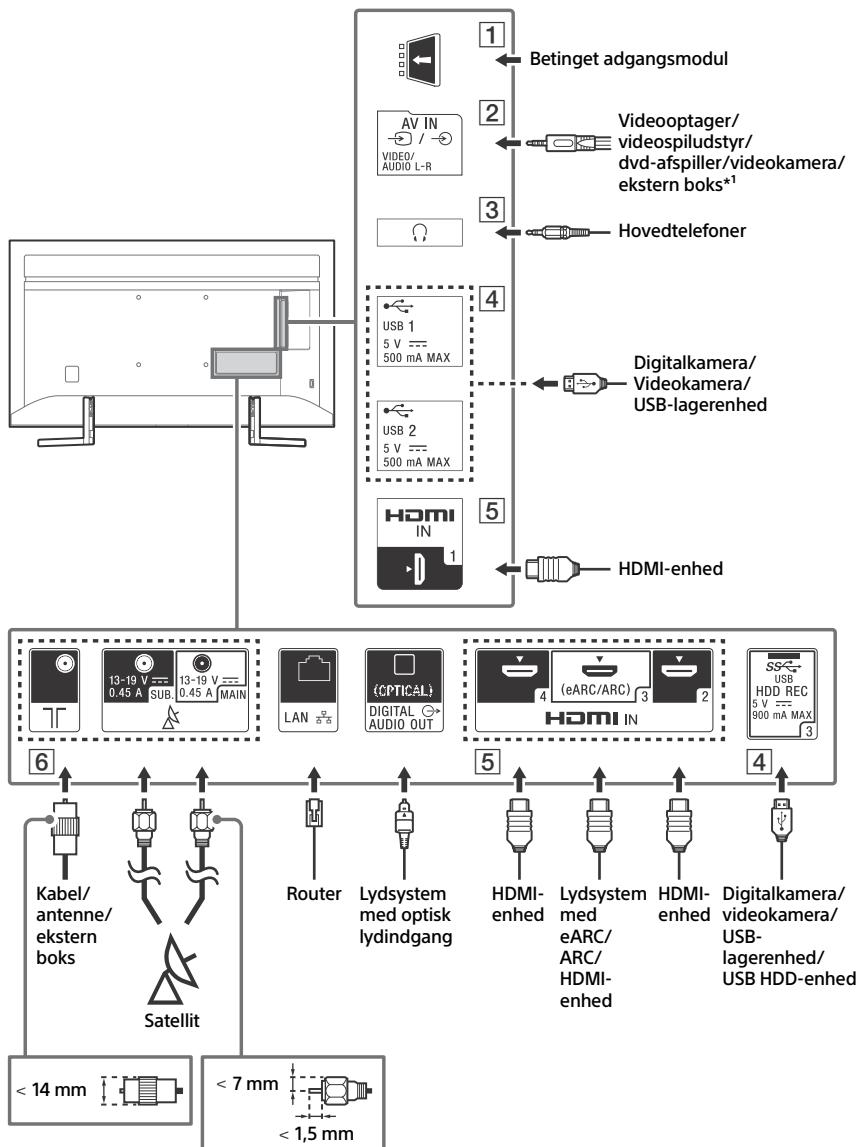 1
Betinget adgangsmodul
2
AV IN
/
VIDEO/
AUDIO L-R
Videooptager/
videospiludstyr/
dvd-afspiller/videokamera/
ekstern boks*1
3
Hovedtelefoner
4
USB 1
5 V
500 mA MAX
USB 2
5 V
500 mA MAX
Digitalkamera/
Videokamera/
USB-lagerenhed
5
HDMI
IN
1
HDMI-enhed
13-19 V
0.45 A
SUB.
13-19 V
0.45 A
MAIN
LAN
(OPTICAL)
DIGITAL
AUDIO OUT
4
(eARC/ARC)
3
2
HDMI IN
SS
USB
HDD REC
5 V
900 mA MAX
3
6
5
4
Kabel/
antenne/
ekstern
boks
Satellit
Router
Lydsystem
med optisk
lydindgang
HDMI-
enhed
Lydsystem
med
eARC/
ARC/
HDMI-
enhed
HDMI-
enhed
Digitalkamera/
videokamera/
USB-
lagerenhed/
USB HDD-enhed
< 14 mm
< 7 mm
< 1,5 mm